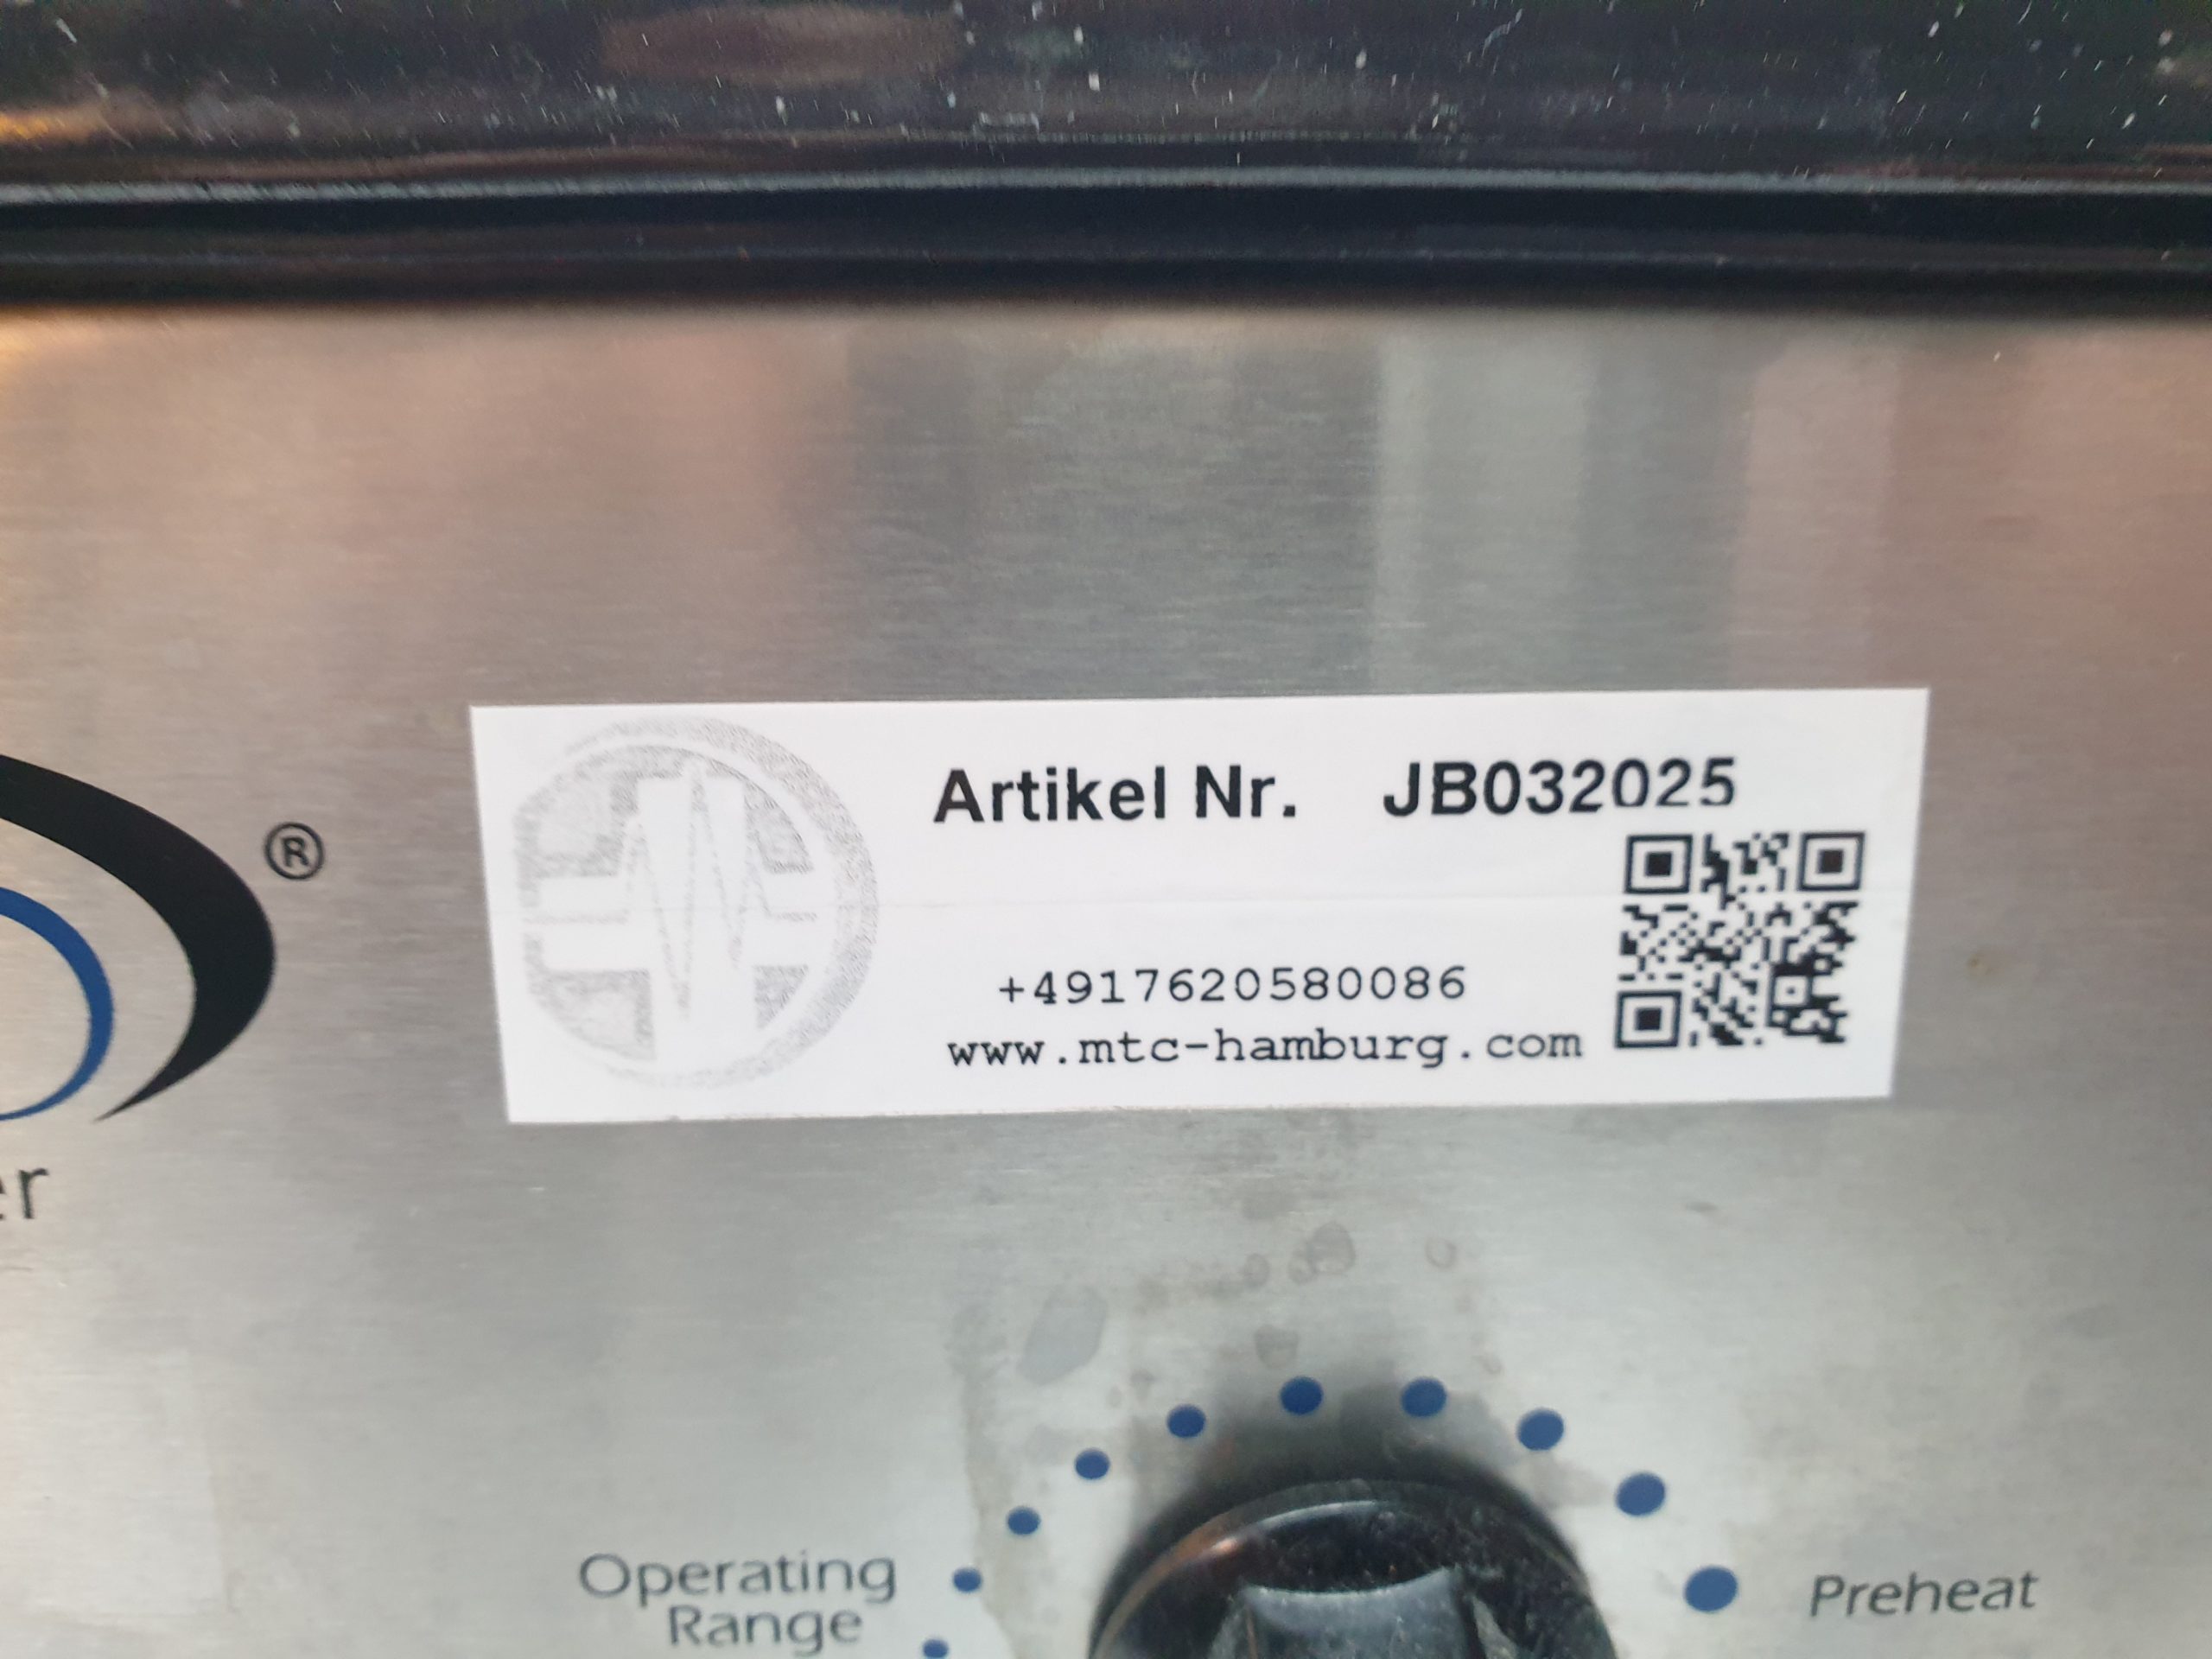 Artikel Nr. JB032025
+4917620580086
www.mtc-hamburg.com
®
er
Operating
Range
Preheat